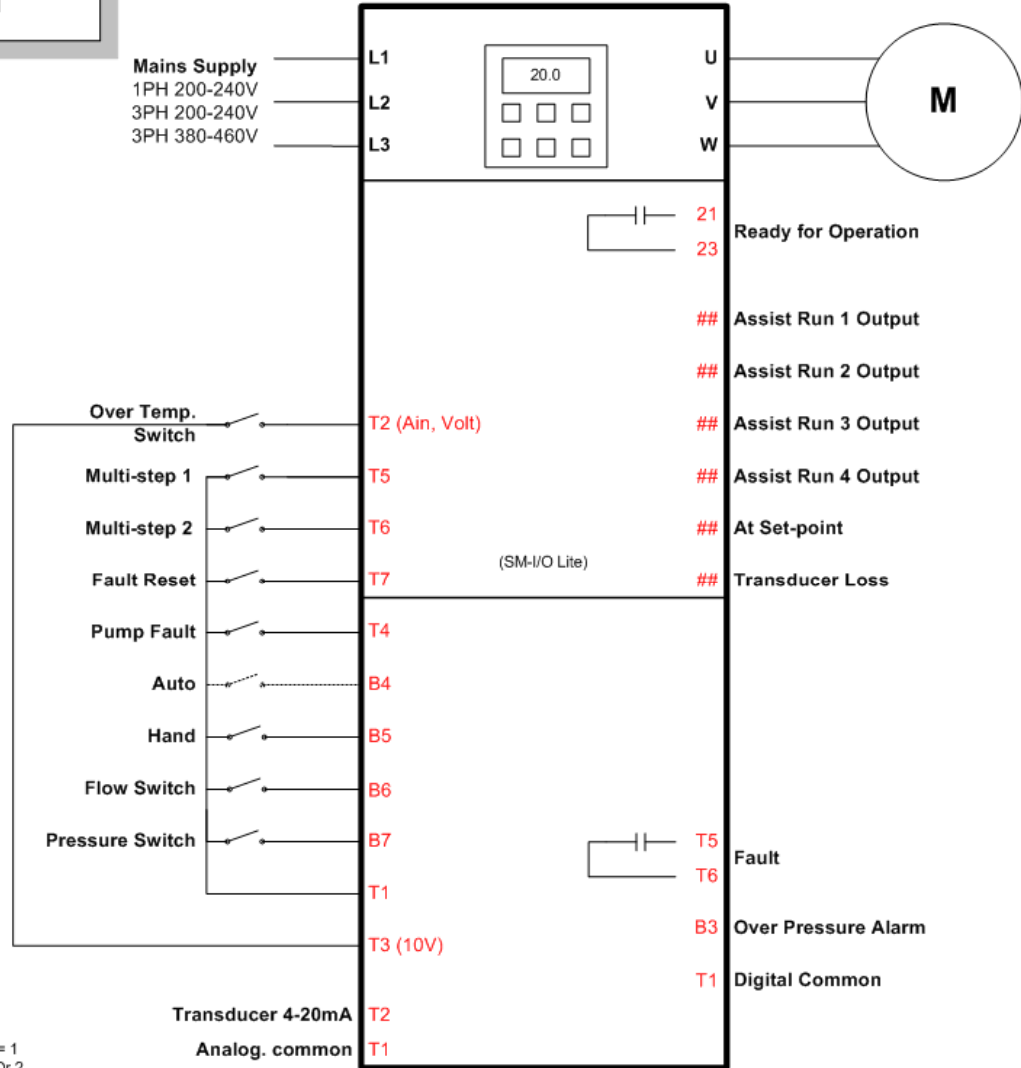 Mains Supply
1PH 200-240V
3PH 200-240V
3PH 380-460V
L1
L2
L3
20.0
U
V
W
M
21
23
Ready for Operation
## Assist Run 1 Output
## Assist Run 2 Output
## Assist Run 3 Output
## Assist Run 4 Output
## At Set-point
## Transducer Loss
Over Temp.
Switch
T2 (Ain, Volt)
Multi-step 1
T5
Multi-step 2
T6
(SM-I/O Lite)
Fault Reset
T7
Pump Fault
T4
Auto
B4
Hand
B5
Flow Switch
B6
Pressure Switch
B7
T1
T3 (10V)
T5
T6
Fault
B3 Over Pressure Alarm
T1 Digital Common
Transducer 4-20mA T2
Analog. common T1
= 1